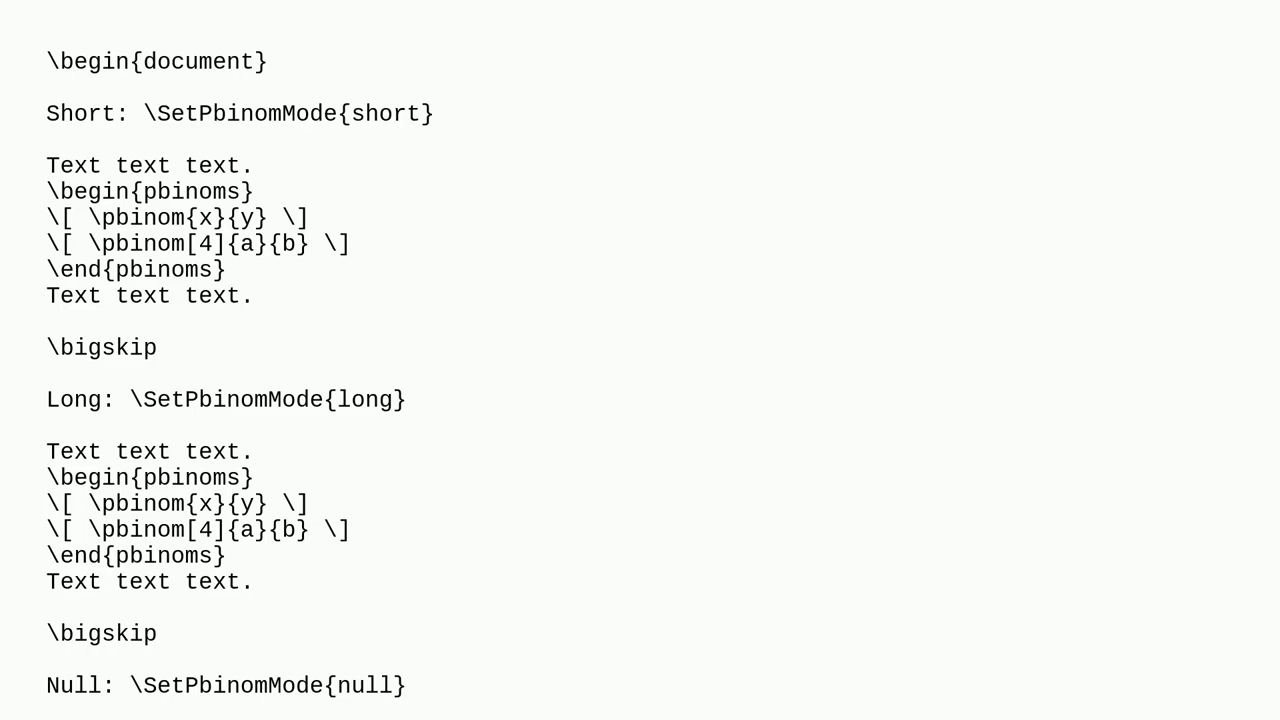 \begin{document}
Short: \SetPbinomMode{short}
Text text text.
\begin{pbinoms}
\[ \pbinom{x}{y} \]
\[ \pbinom[4]{a}{b} \]
\end{pbinoms}
Text text text.
\bigskip
Long: \SetPbinomMode{long}
Text text text.
\begin{pbinoms}
\[ \pbinom{x}{y} \]
\[ \pbinom[4]{a}{b} \]
\end{pbinoms}
Text text text.
\bigskip
Null: \SetPbinomMode{null}